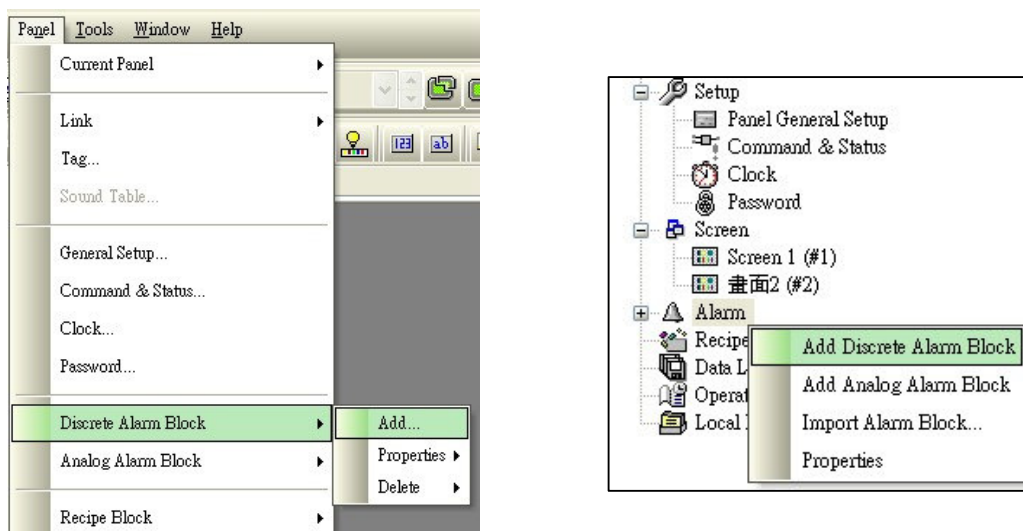 Panel Tools Window Help
Current Panel
Link
Tag...
Sound Table...
General Setup...
Command & Status...
Clock...
Password...
Discrete Alarm Block
Analog Alarm Block
Recipe Block
Add...
Properties
Delete
123 ab
Setup
Panel General Setup
Command & Status
Clock
Password
Screen
Screen 1 (#1)
畫面2 (#2)
Alarm
Recipe
Data L
Operat
Local
Add Discrete Alarm Block
Add Analog Alarm Block
Import Alarm Block...
Properties